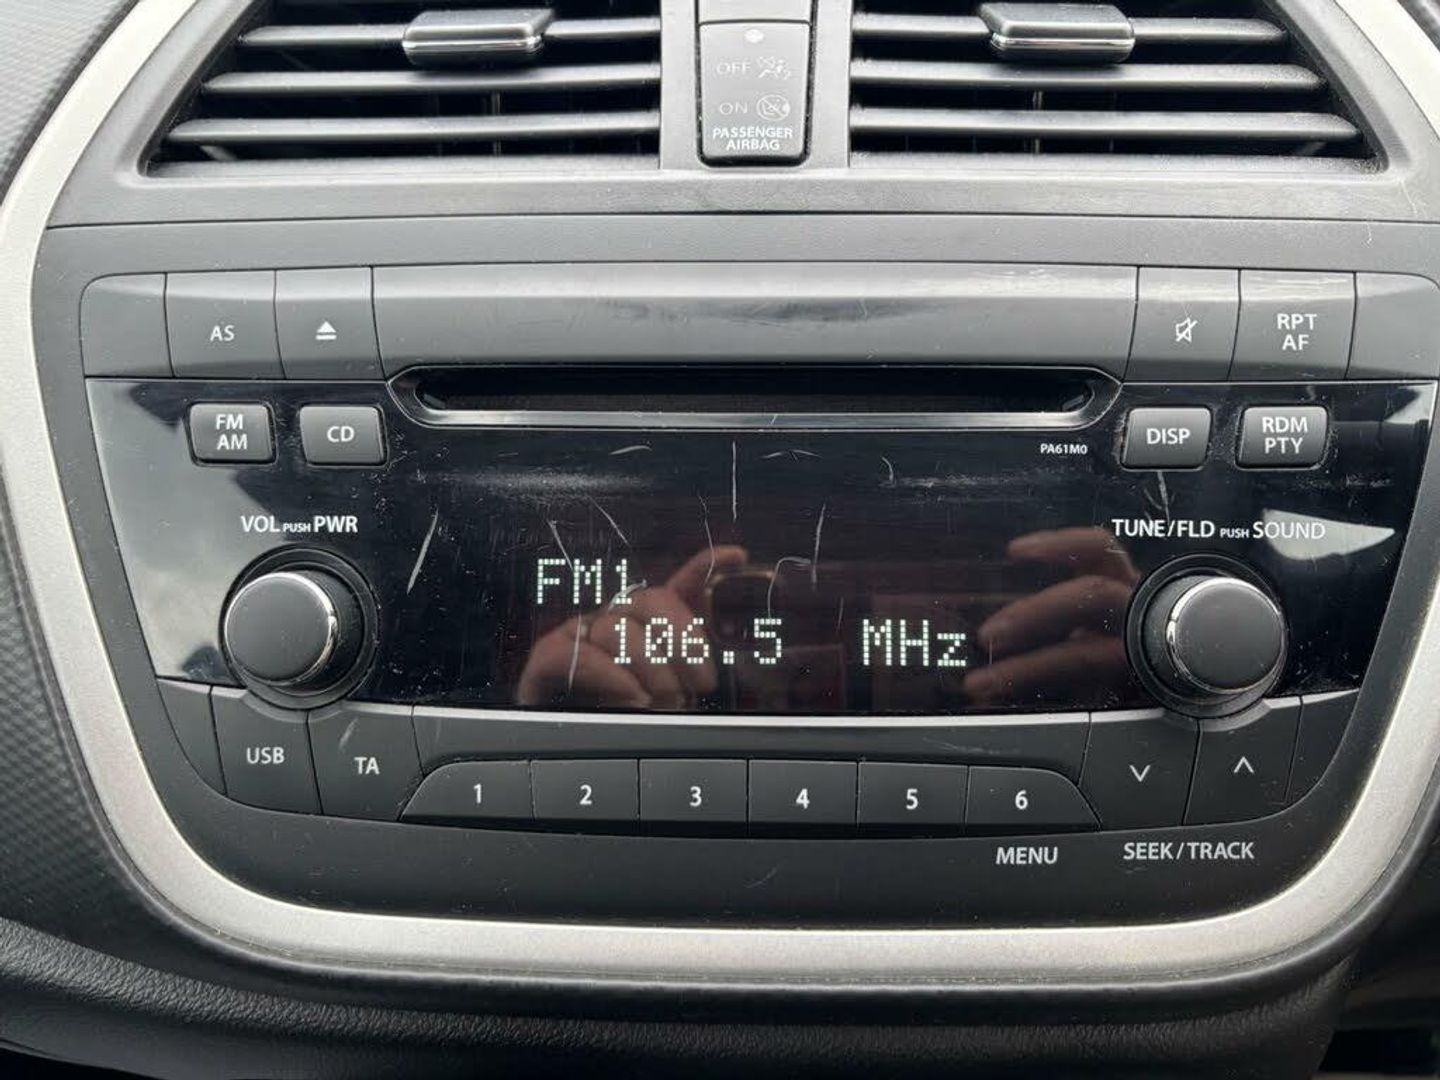 OFF
ON
PASSENGER
AIRBAG
AS
RPT
AF
FM
AM
CD
DISP
RDM
PTY
PA61M0
VOL PUSH PWR
TUNE/FLD PUSH SOUND
FM1
106.5 MHz
USB
TA
1 2 3 4 5 6
MENU
SEEK/TRACK